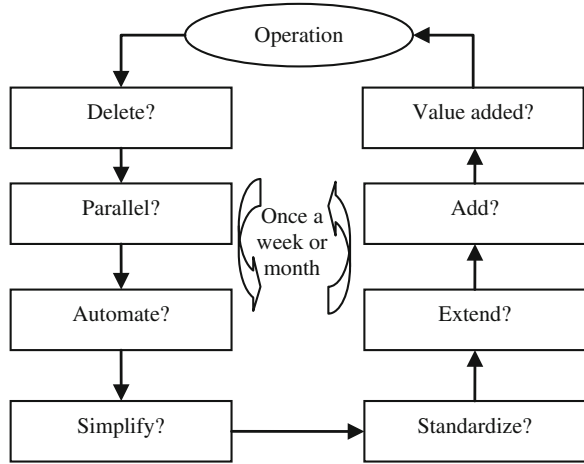 Operation
Delete?
Value added?
Parallel?
Add?
Once a
week or
month
Automate?
Extend?
Simplify?
Standardize?